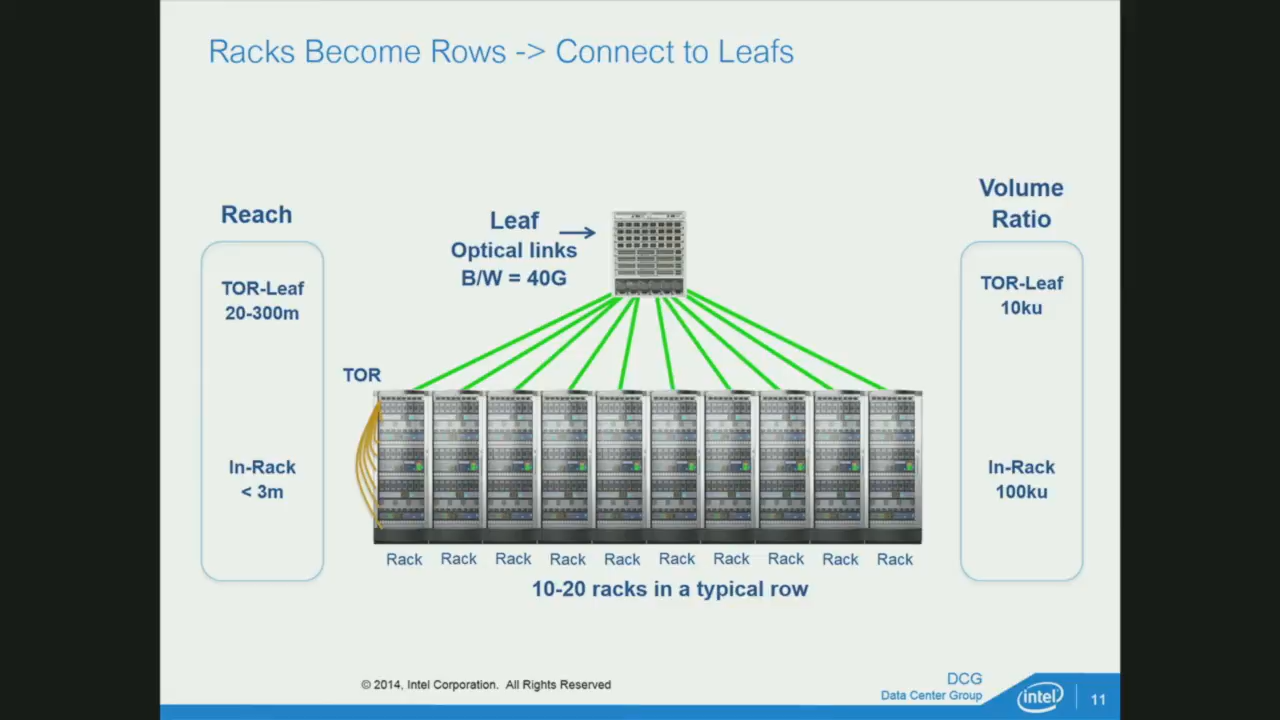 Racks Become Rows -> Connect to Leafs
Reach
TOR-Leaf
20-300m
In-Rack
< 3m
Leaf
Optical links
B/W = 40G
TOR
Volume
Ratio
TOR-Leaf
10ku
In-Rack
100ku
Rack Rack Rack Rack Rack Rack Rack Rack Rack Rack
10-20 racks in a typical row
© 2014, Intel Corporation. All Rights Reserved
DCG
Data Center Group
intel
11